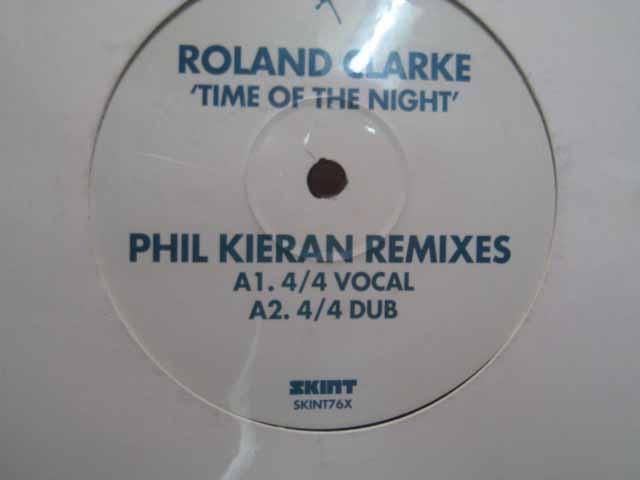 ROLAND CLARKE
'TIME OF THE NIGHT'
PHIL KIERAN REMIXES
A1. 4/4 VOCAL
A2. 4/4 DUB
SKINT
SKINT76X